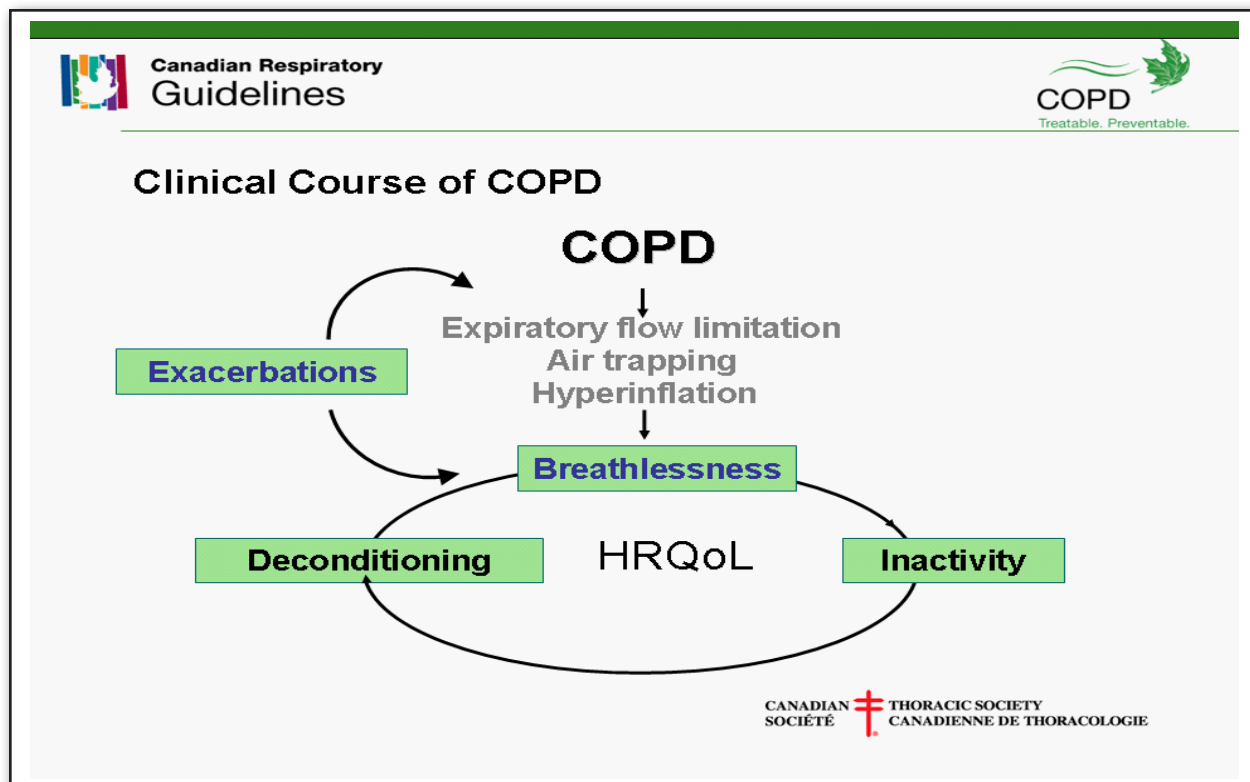 Canadian Respiratory
Guidelines
COPD
Treatable. Preventable.
Clinical Course of COPD
COPD
Expiratory flow limitation
Air trapping
Hyperinflation
Exacerbations
Breathlessness
Deconditioning
HRQoL
Inactivity
CANADIAN THORACIC SOCIETY
SOCIÉTÉ CANADIENNE DE THORACOLOGIE